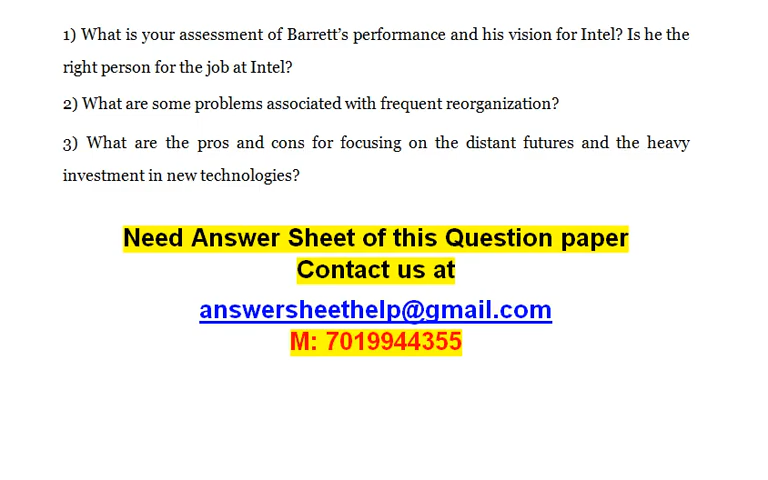 1) What is your assessment of Barrett’s performance and his vision for Intel? Is he the
right person for the job at Intel?
2) What are some problems associated with frequent reorganization?
3) What are the pros and cons for focusing on the distant futures and the heavy
investment in new technologies?
Need Answer Sheet of this Question paper
Contact us at
answersheethelp@gmail.com
M: 7019944355